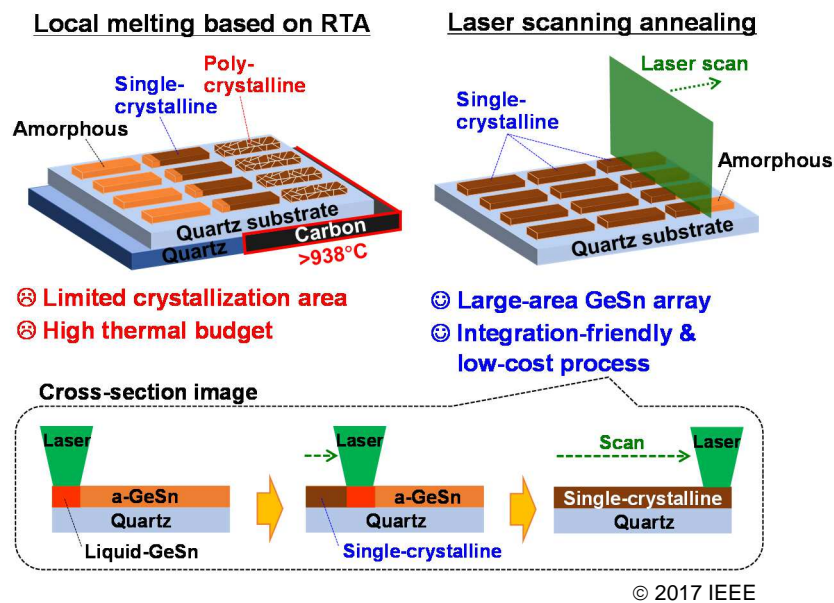 Local melting based on RTA
Single-
crystalline
Poly-
crystalline
Amorphous
Quartz substrate
Quartz
Carbon
>938°C
☹ Limited crystallization area
☹ High thermal budget
Laser scanning annealing
Laser scan
Single-
crystalline
Amorphous
Quartz substrate
☺ Large-area GeSn array
☺ Integration-friendly &
low-cost process
Cross-section image
Laser
a-GeSn
Quartz
Liquid-GeSn
Laser
a-GeSn
Quartz
Single-crystalline
Scan
Laser
Single-crystalline
Quartz
© 2017 IEEE